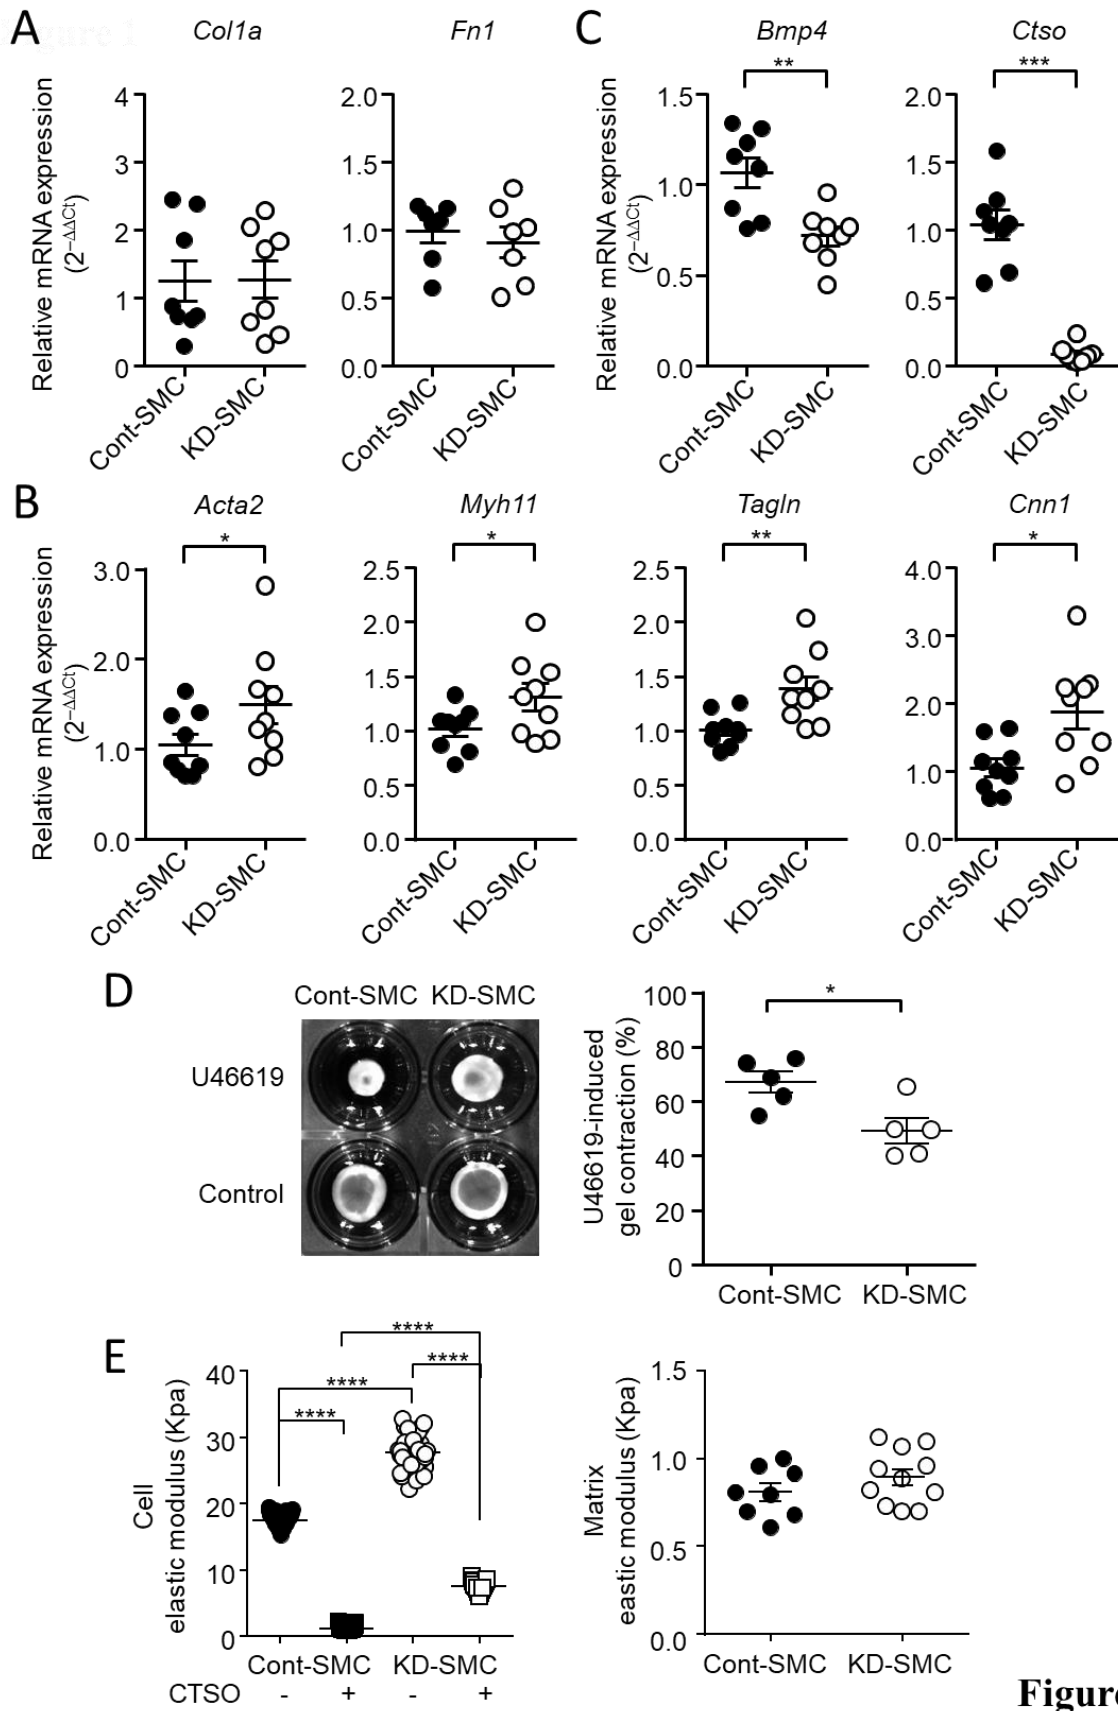 Figure 1
A
Col1a
Fn1
C
Bmp4
Ctso
**
***
Relative mRNA expression
(2−ΔΔCt)
4
3
2
1
0
2.0
1.5
1.0
0.5
0.0
Relative mRNA expression
(2−ΔΔCt)
1.5
1.0
0.5
0.0
2.0
1.5
1.0
0.5
0.0
Cont-SMC
KD-SMC
Cont-SMC
KD-SMC
Cont-SMC
KD-SMC
Cont-SMC
KD-SMC
B
Acta2
Myh11
Tagln
Cnn1
*
*
**
*
Relative mRNA expression
(2−ΔΔCt)
3.0
2.0
1.0
0.0
2.5
2.0
1.5
1.0
0.5
0.0
2.5
2.0
1.5
1.0
0.5
0.0
4.0
3.0
2.0
1.0
0.0
Cont-SMC
KD-SMC
Cont-SMC
KD-SMC
Cont-SMC
KD-SMC
Cont-SMC
KD-SMC
D
Cont-SMC KD-SMC
U46619
Control
U46619-induced
gel contraction (%)
100
80
60
40
20
0
*
Cont-SMC KD-SMC
E
Cell
elastic modulus (Kpa)
40
30
20
10
0
****
****
****
****
Cont-SMC KD-SMC
CTSO - + - +
Matrix
eastic modulus (Kpa)
1.5
1.0
0.5
0.0
Cont-SMC KD-SMC
Figure